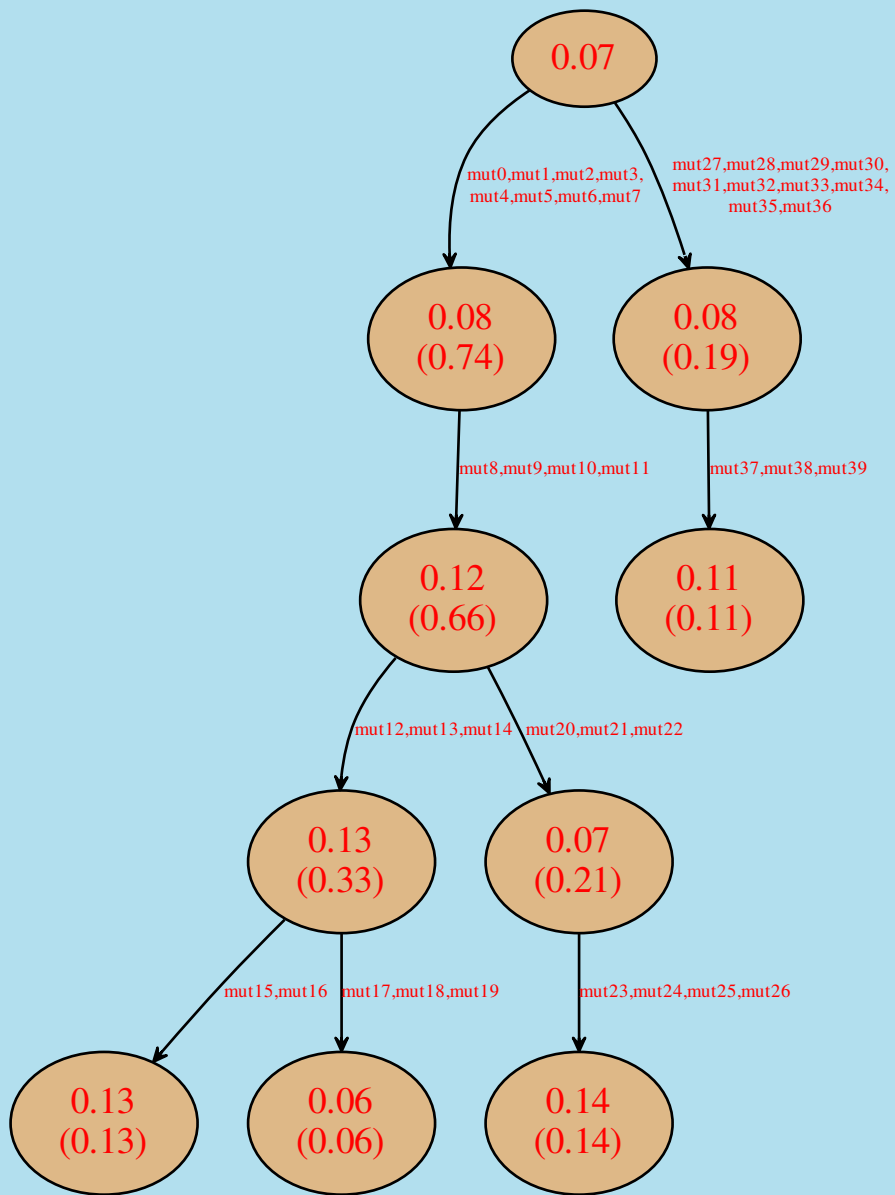 0.07
mut0,mut1,mut2,mut3,
mut4,mut5,mut6,mut7
mut27,mut28,mut29,mut30,
mut31,mut32,mut33,mut34,
mut35,mut36
0.08
(0.74)
0.08
(0.19)
mut8,mut9,mut10,mut11
mut37,mut38,mut39
0.12
(0.66)
0.11
(0.11)
mut12,mut13,mut14
mut20,mut21,mut22
0.13
(0.33)
0.07
(0.21)
mut15,mut16
mut17,mut18,mut19
mut23,mut24,mut25,mut26
0.13
(0.13)
0.06
(0.06)
0.14
(0.14)